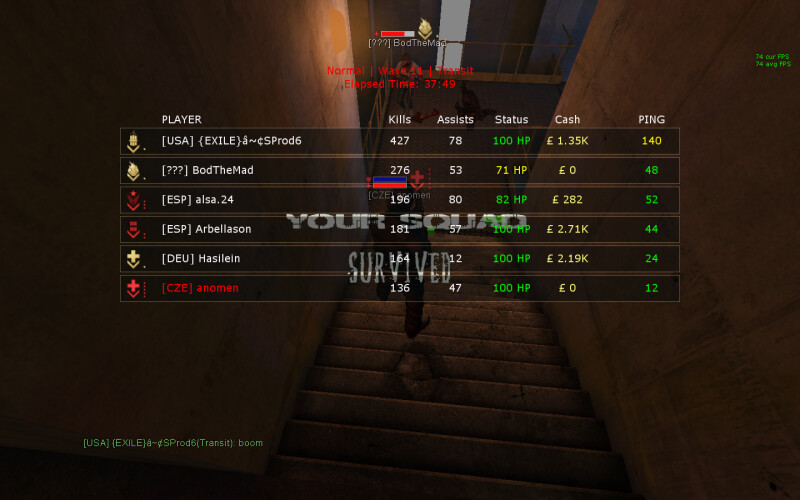 [???] BodTheMad
Normal | Wave 11 | Transit
Elapsed Time: 37:49
74 cur FPS
74 avg FPS
PLAYER Kills Assists Status Cash PING
[USA] {EXILE}â~¢SProd6 427 78 100 HP £ 1.35K 140
[???] BodTheMad 276 53 71 HP £ 0 48
[CZE] anomen
[ESP] alsa.24 196 80 82 HP £ 282 52
YOUR SQUAD
[ESP] Arbellason 181 57 100 HP £ 2.71K 44
SURVIVED
[DEU] Hasilein 164 12 100 HP £ 2.19K 24
[CZE] anomen 136 47 100 HP £ 0 12
[USA] {EXILE}â~¢SProd6(Transit): boom